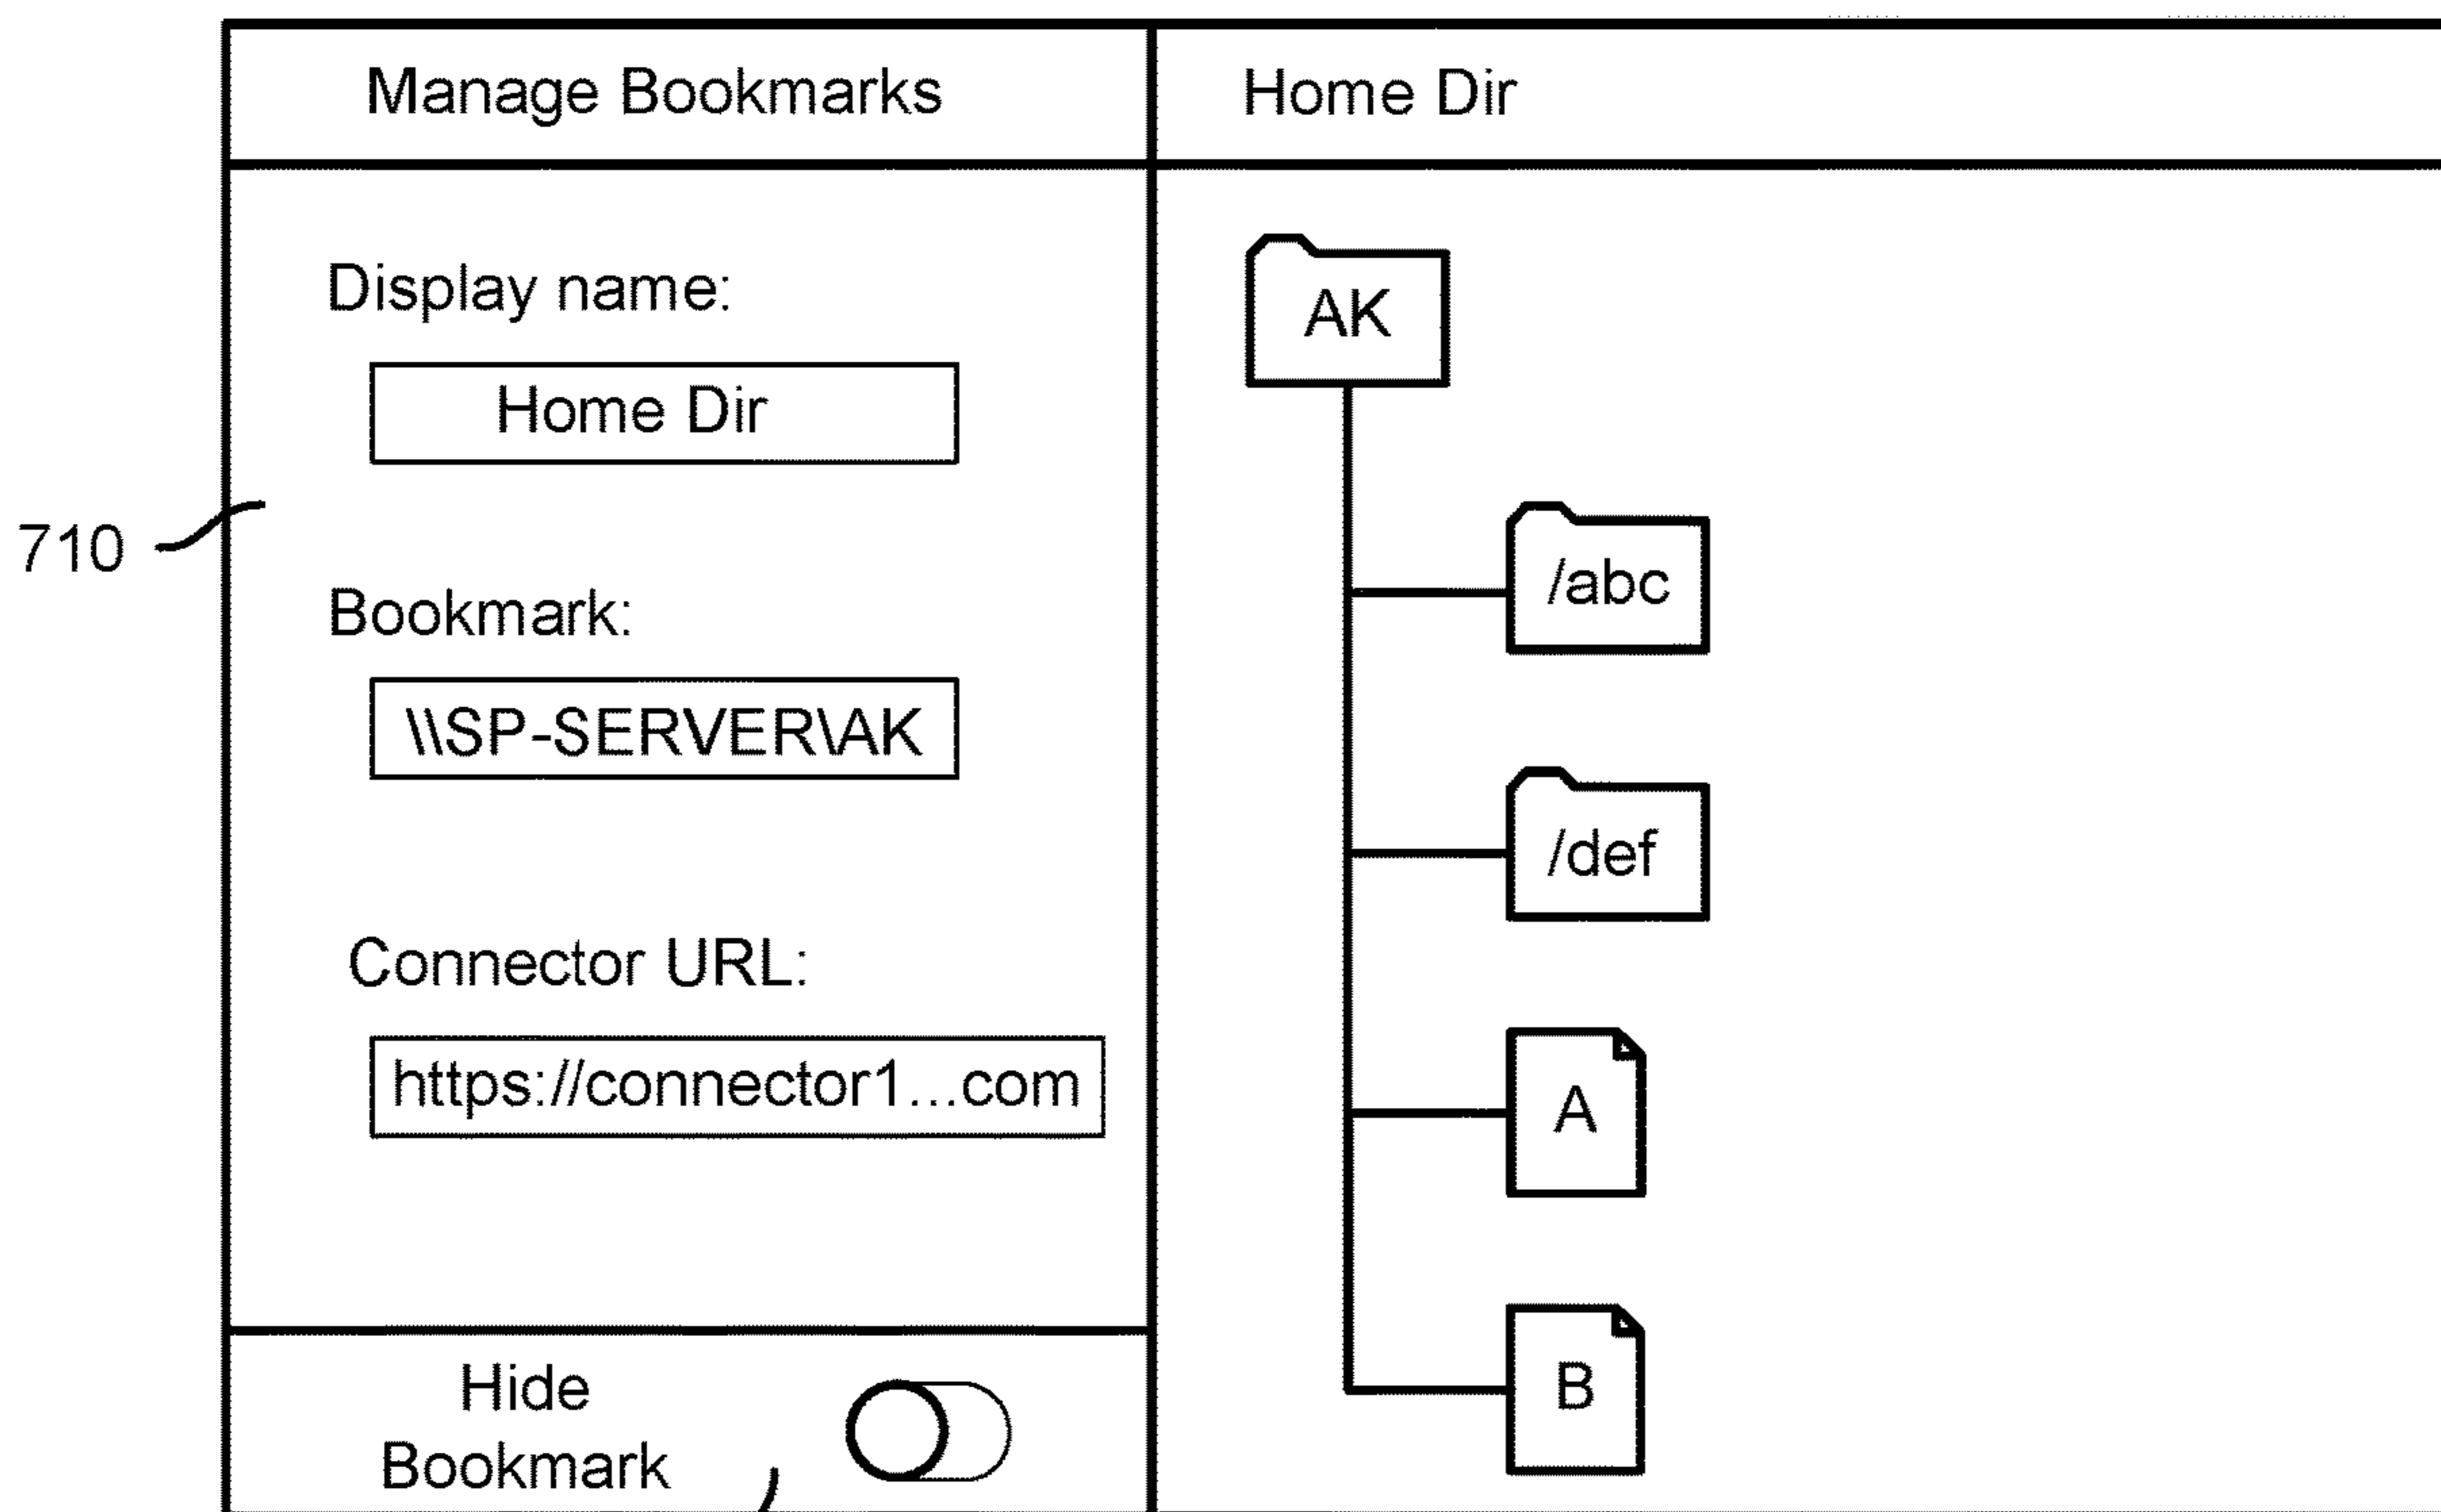 Manage Bookmarks
Home Dir
Display name:
Home Dir
710
Bookmark:
\\SP-SERVER\AK
Connector URL:
https://connector1...com
Hide
Bookmark
AK
/abc
/def
A
B